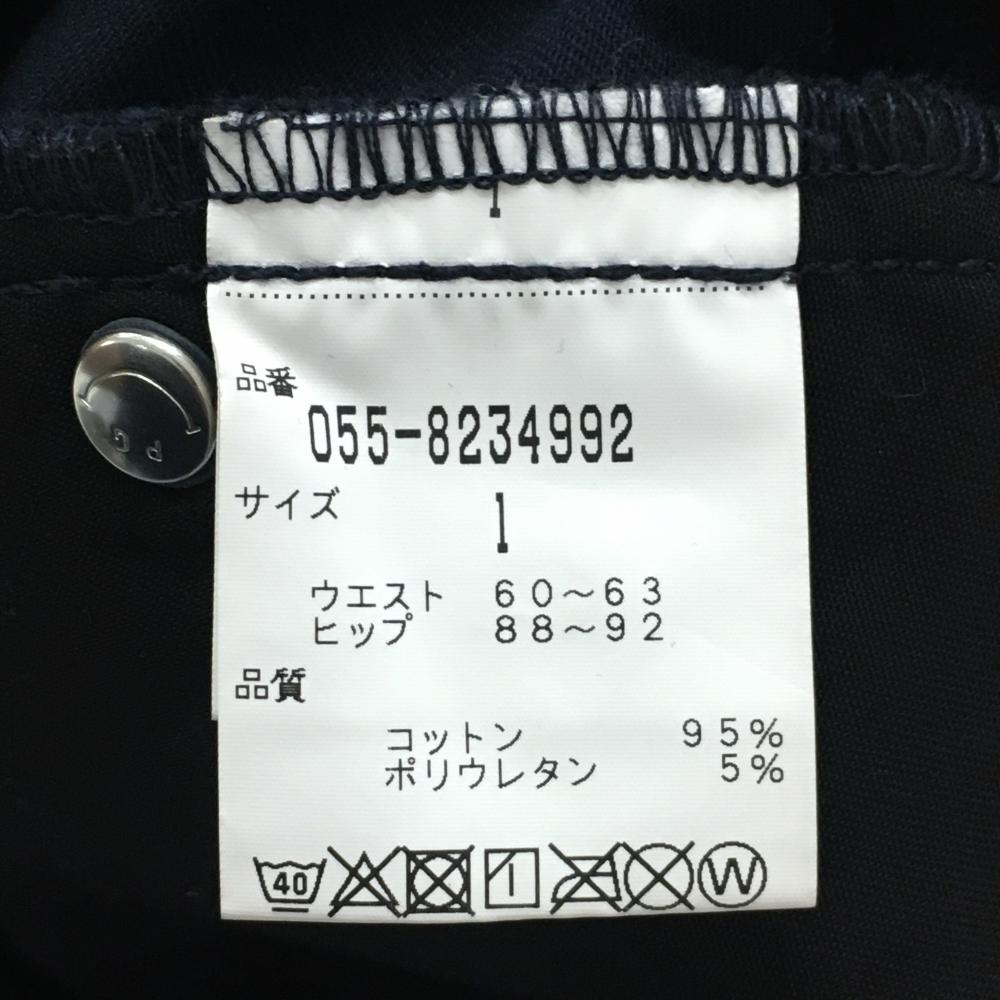 品番
055-8234992
サイズ 1
ウエスト 60～63
ヒップ 88～92
品質
コットン 95%
ポリウレタン 5%
40 W
P G